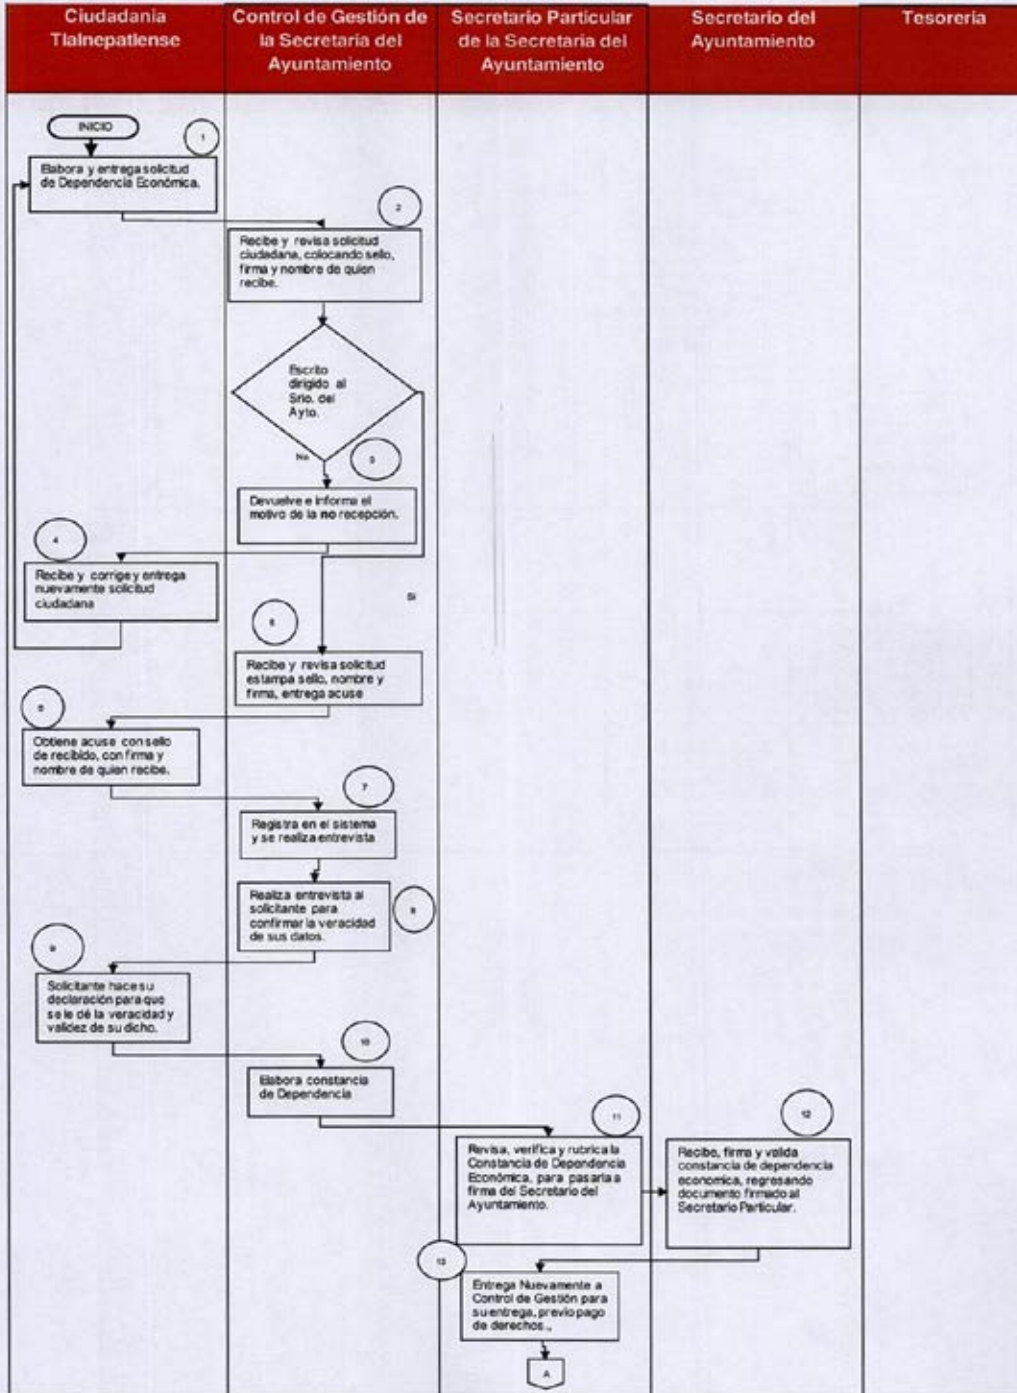 Ciudadanía
Tlalnepatlense
Control de Gestión de
la Secretaria del
Ayuntamiento
Secretario Particular
de la Secretaria del
Ayuntamiento
Secretario del
Ayuntamiento
Tesoreria
INICIO
1
Elabora y entrega solicitud
de Dependencia Económica.
2
Recibe y revisa solicitud
ciudadana, colocando sello,
firma y nombre de quien
recibe.
Escrito
dirigido al
Srio. del
Ayto.
No
3
Devuelve e informa el
motivo de la no recepción.
4
Recibe y corrige y entrega
nuevamente solicitud
ciudadana
Si
Recibe y revisa solicitud
estampa sello, nombre y
firma, entrega acuse
Obtiene acuse con sello
de recibido, con firma y
nombre de quien recibe.
7
Registra en el sistema
y se realiza entrevista
Realiza entrevista al
solicitante para
confirmar la veracidad
de sus datos.
9
Solicitante hace su
declaración para que
se le dé la veracidad y
validez de su dicho.
10
Elabora constancia
de Dependencia
11
Revisa, verifica y rubrica la
Constancia de Dependencia
Económica, para pasarla a
firma del Secretario del
Ayuntamiento.
12
Recibe, firma y valida
constancia de dependencia
economica, regresando
documento firmado al
Secretario Particular.
13
Entrega Nuevamente a
Control de Gestión para
su entrega, previo pago
de derechos.,
A